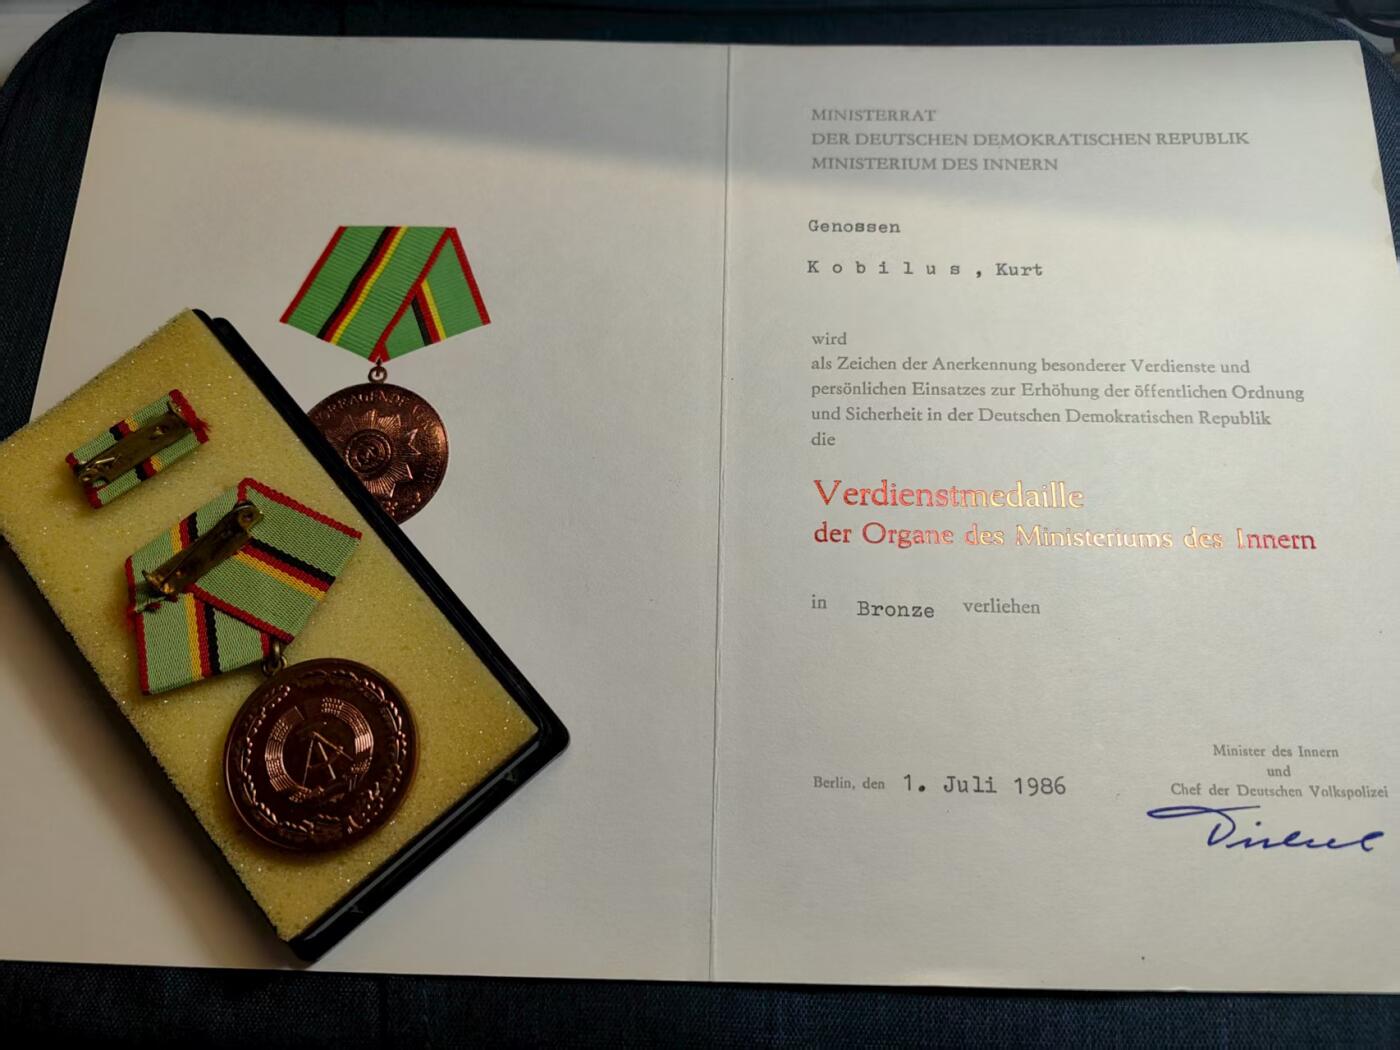 MINISTERRAT
DER DEUTSCHEN DEMOKRATISCHEN REPUBLIK
MINISTERIUM DES INNERN
Genossen
K o b i l u s , Kurt
wird
als Zeichen der Anerkennung besonderer Verdienste und
persönlichen Einsatzes zur Erhöhung der öffentlichen Ordnung
und Sicherheit in der Deutschen Demokratischen Republik
die
Verdienstmedaille
der Organe des Ministeriums des Innern
in Bronze verliehen
Minister des Innern
und
Chef der Deutschen Volkspolizei
Berlin, den 1. Juli 1986